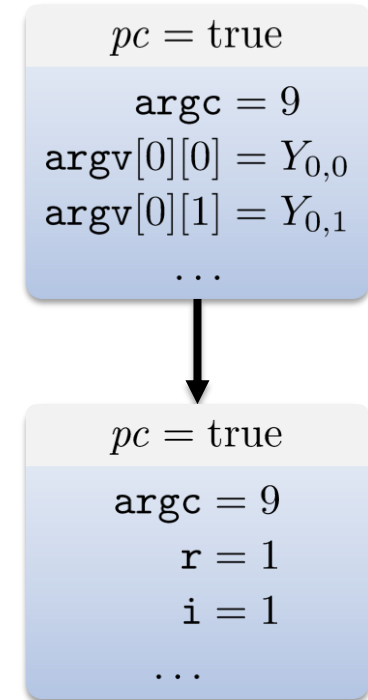 pc = true
argc = 9
argv[0][0] = Y₀,₀
argv[0][1] = Y₀,₁
...
pc = true
argc = 9
r = 1
i = 1
...